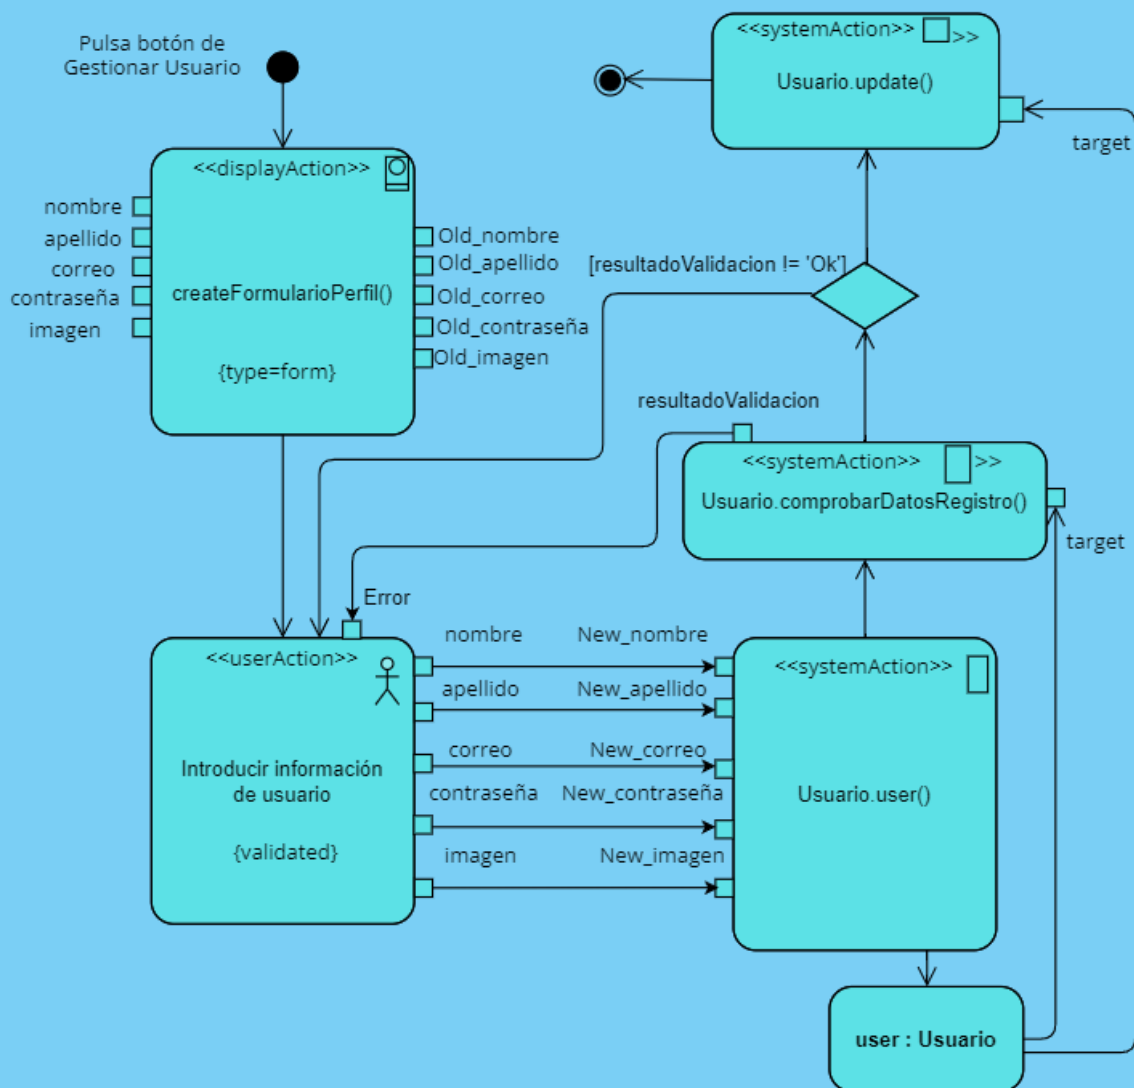 Pulsa botón de
Gestionar Usuario
<<systemAction>> >>
Usuario.update()
target
<<displayAction>>
nombre
apellido
correo
contraseña
imagen
createFormularioPerfil()
{type=form}
Old_nombre
Old_apellido
Old_correo
Old_contraseña
Old_imagen
[resultadoValidacion != 'Ok']
resultadoValidacion
<<systemAction>> >>
Usuario.comprobarDatosRegistro()
target
Error
<<userAction>>
Introducir información
de usuario
{validated}
nombre New_nombre
apellido New_apellido
correo New_correo
contraseña New_contraseña
imagen New_imagen
<<systemAction>>
Usuario.user()
user : Usuario